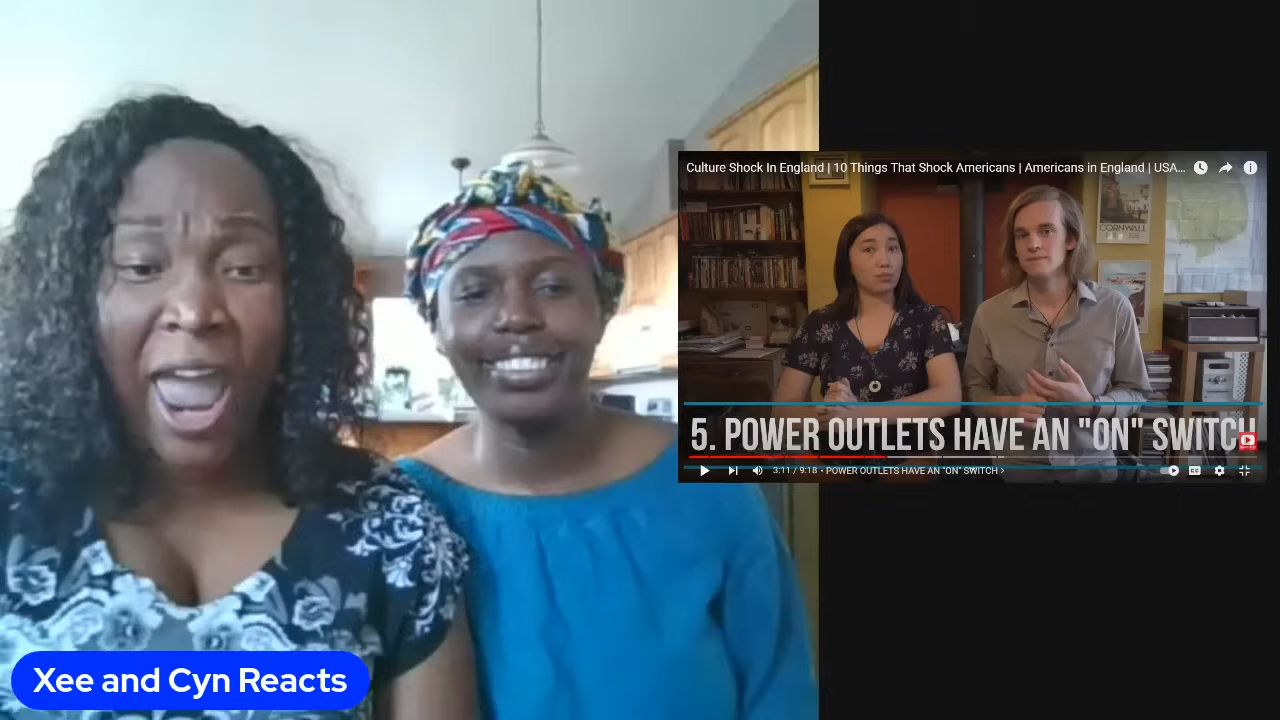 Culture Shock In England | 10 Things That Shock Americans | Americans in England | USA...
CORNWALL
5. POWER OUTLETS HAVE AN "ON" SWITCH
3:11 / 9:18 • POWER OUTLETS HAVE AN "ON" SWITCH >
CC
Xee and Cyn Reacts